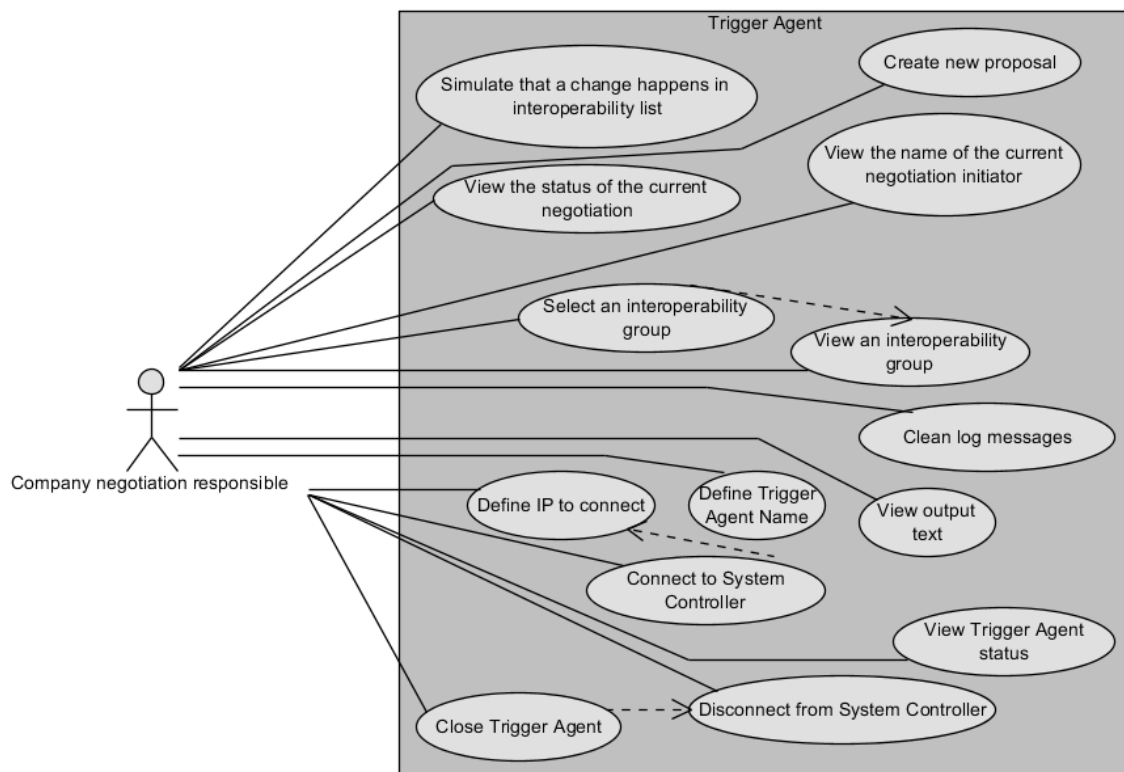 Trigger Agent
Simulate that a change happens in
interoperability list
Create new proposal
View the name of the current
negotiation initiator
View the status of the current
negotiation
Select an interoperability
group
View an interoperability
group
Clean log messages
Company negotiation responsible
Define IP to connect
Define Trigger
Agent Name
View output
text
Connect to System
Controller
View Trigger Agent
status
Close Trigger Agent
Disconnect from System Controller